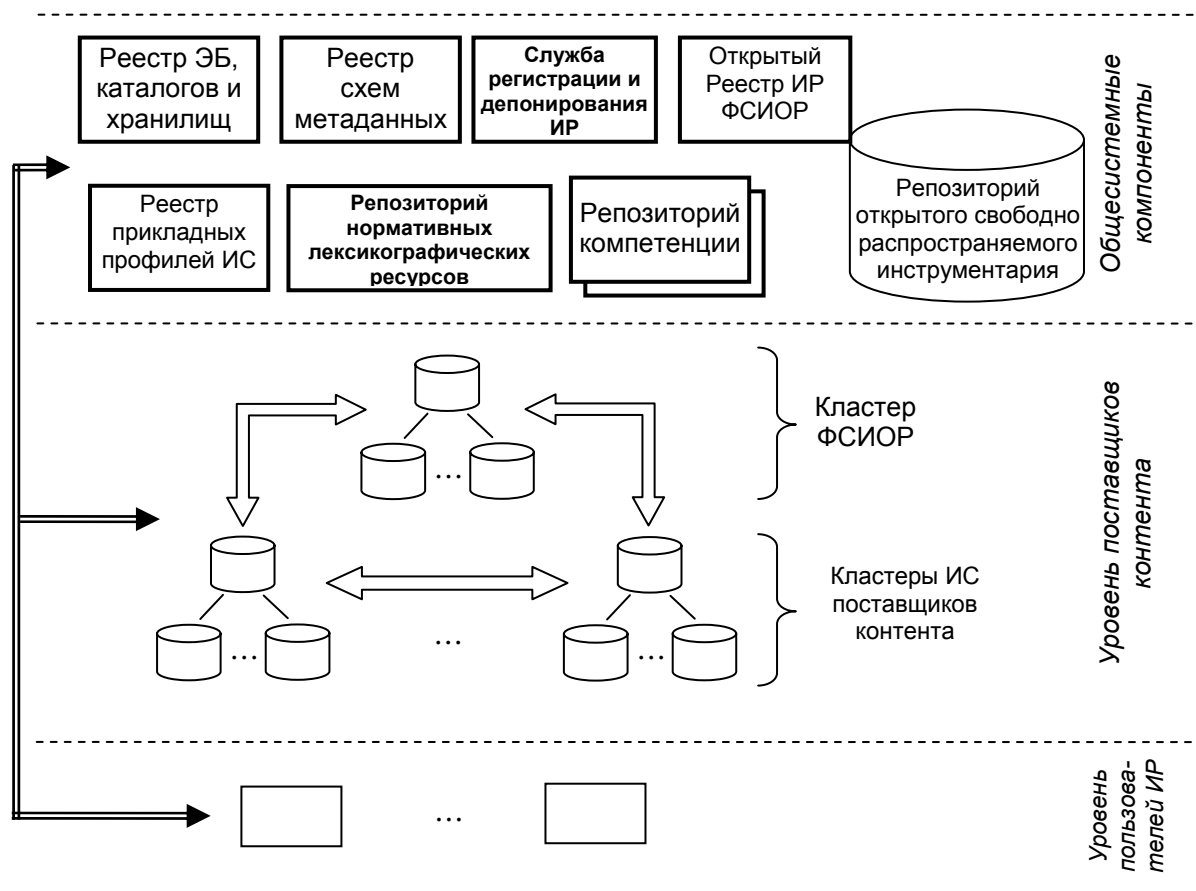 Реестр ЭБ,
каталогов и
хранилищ
Реестр
схем
метаданных
Служба
регистрации и
депонирования
ИР
Открытый
Реестр ИР
ФСИОР
Реестр
прикладных
профилей ИС
Репозиторий
нормативных
лексикографических
ресурсов
Репозиторий
компетенции
Репозиторий
открытого свободно
распространяемого
инструментария
Общесистемные
компоненты
...
Кластер
ФСИОР
...
...
...
Кластеры ИС
поставщиков
контента
Уровень поставщиков
контента
...
Уровень
пользова-
телей ИР